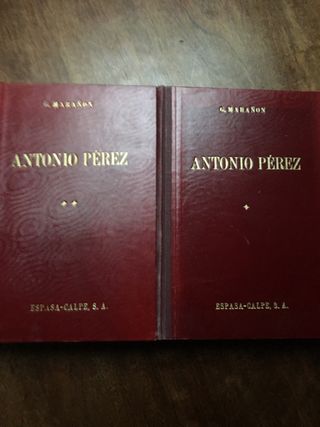 G. MARAÑON
ANTONIO PÉREZ
**
ESPASA-CALPE, S. A.
G. MARAÑON
ANTONIO PÉREZ
*
ESPASA-CALPE, S. A.